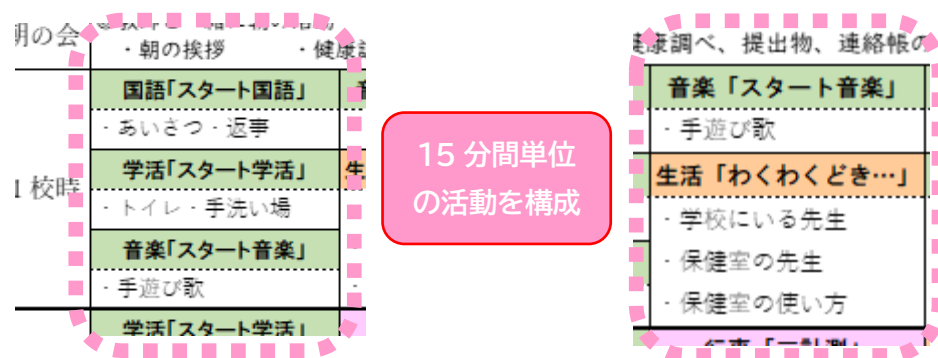 朝の会
・朝の挨拶　・健康調
国語「スタート国語」
・あいさつ・返事
1 校時
学活「スタート学活」
生
・トイレ・手洗い場
音楽「スタート音楽」
・手遊び歌
学活「スタート学活」
15 分間単位
の活動を構成
健康調べ、提出物、連絡帳の
音楽「スタート音楽」
・手遊び歌
生活「わくわくどき…」
・学校にいる先生
・保健室の先生
・保健室の使い方